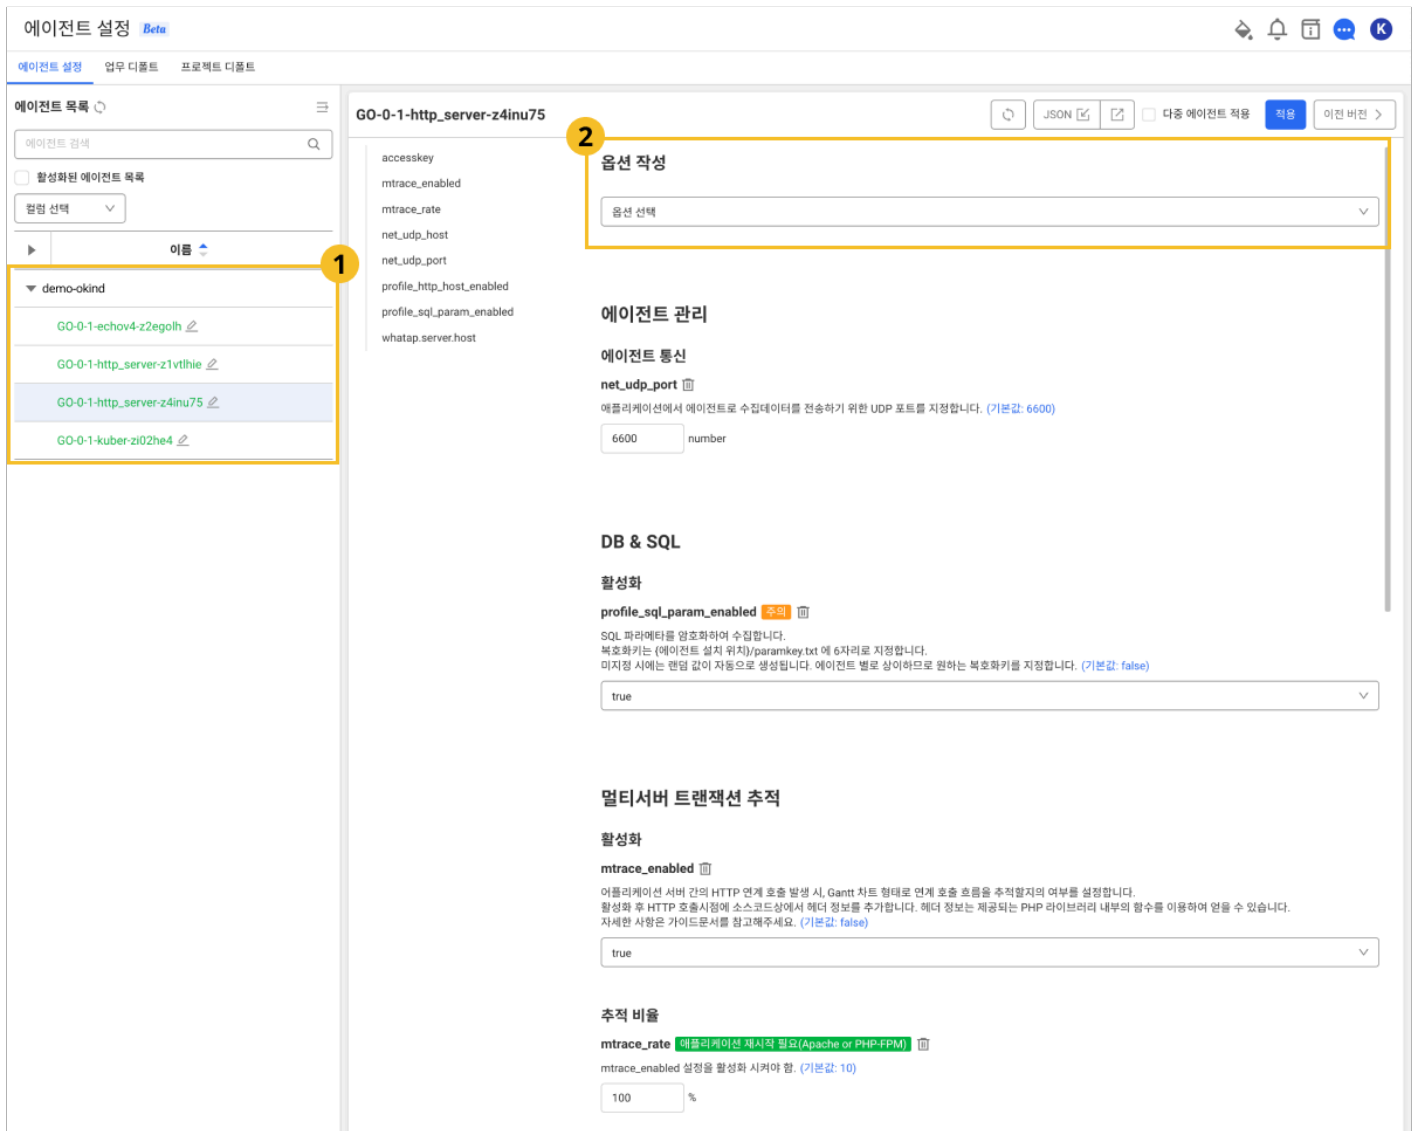 에이전트 설정 Beta
K
에이전트 설정 업무 디폴트 프로젝트 디폴트
에이전트 목록
에이전트 검색
활성화된 에이전트 목록
컬럼 선택
이름
1
demo-okind
GO-0-1-echov4-z2egolh
GO-0-1-http_server-z1vtlhie
GO-0-1-http_server-z4inu75
GO-0-1-kuber-zi02he4
GO-0-1-http_server-z4inu75
JSON
다중 에이전트 적용
적용
이전 버전
accesskey
mtrace_enabled
mtrace_rate
net_udp_host
net_udp_port
profile_http_host_enabled
profile_sql_param_enabled
whatap.server.host
2
옵션 작성
옵션 선택
에이전트 관리
에이전트 통신
net_udp_port
애플리케이션에서 에이전트로 수집데이터를 전송하기 위한 UDP 포트를 지정합니다. (기본값: 6600)
6600 number
DB & SQL
활성화
profile_sql_param_enabled 주의
SQL 파라메타를 암호화하여 수집합니다.
복호화키는 {에이전트 설치 위치}/paramkey.txt 에 6자리로 지정합니다.
미지정 시에는 랜덤 값이 자동으로 생성됩니다. 에이전트 별로 상이하므로 원하는 복호화키를 지정합니다. (기본값: false)
true
멀티서버 트랜잭션 추적
활성화
mtrace_enabled
어플리케이션 서버 간의 HTTP 연계 호출 발생 시, Gantt 차트 형태로 연계 호출 흐름을 추적할지의 여부를 설정합니다.
활성화 후 HTTP 호출시점에 소스코드상에서 헤더 정보를 추가합니다. 헤더 정보는 제공되는 PHP 라이브러리 내부의 함수를 이용하여 얻을 수 있습니다.
자세한 사항은 가이드문서를 참고해주세요. (기본값: false)
true
추적 비율
mtrace_rate 애플리케이션 재시작 필요(Apache or PHP-FPM)
mtrace_enabled 설정을 활성화 시켜야 함. (기본값: 10)
100 %